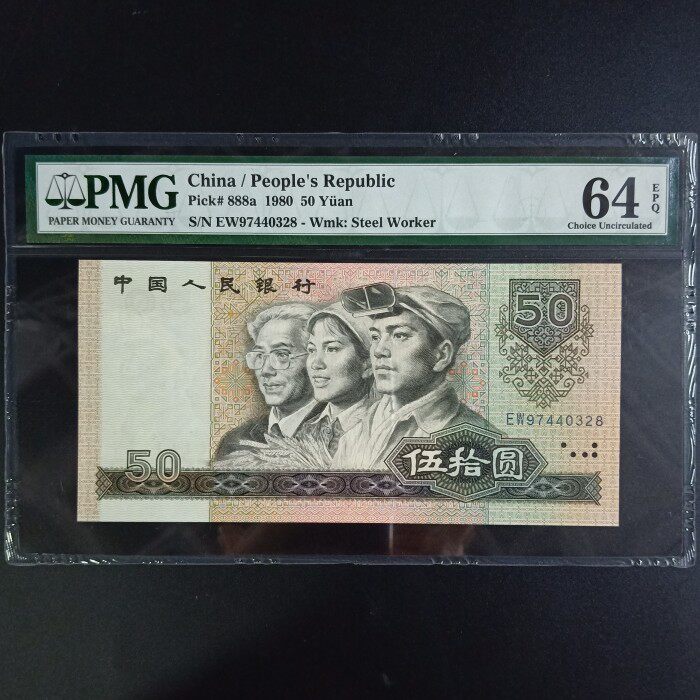 PMG
PAPER MONEY GUARANTY
China / People's Republic
Pick# 888a 1980 50 Yüan
S/N EW97440328 - Wmk: Steel Worker
64
EPQ
Choice Uncirculated
中国人民银行
50
EW97440328
50
伍拾圆